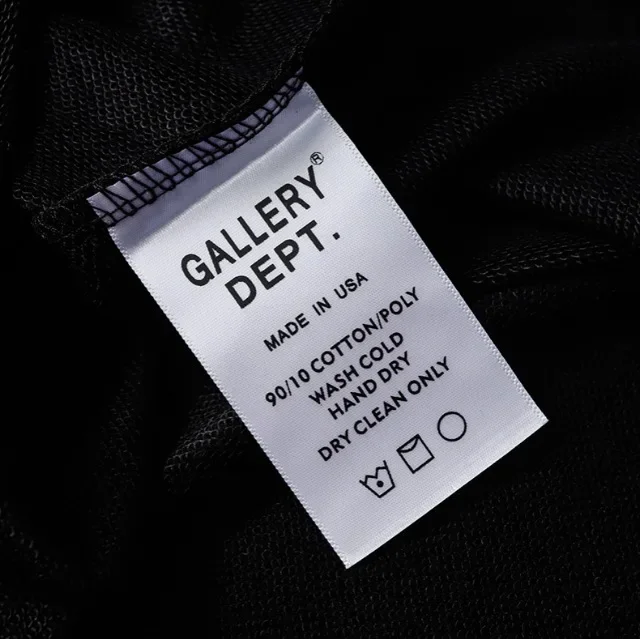 GALLERY®
DEPT.
MADE IN USA
90/10 COTTON/POLY
WASH COLD
HAND DRY
DRY CLEAN ONLY